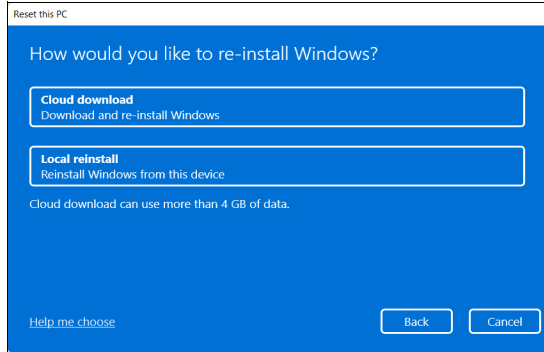 Reset this PC
How would you like to re-install Windows?
Cloud download
Download and re-install Windows
Local reinstall
Reinstall Windows from this device
Cloud download can use more than 4 GB of data.
Help me choose
Back
Cancel